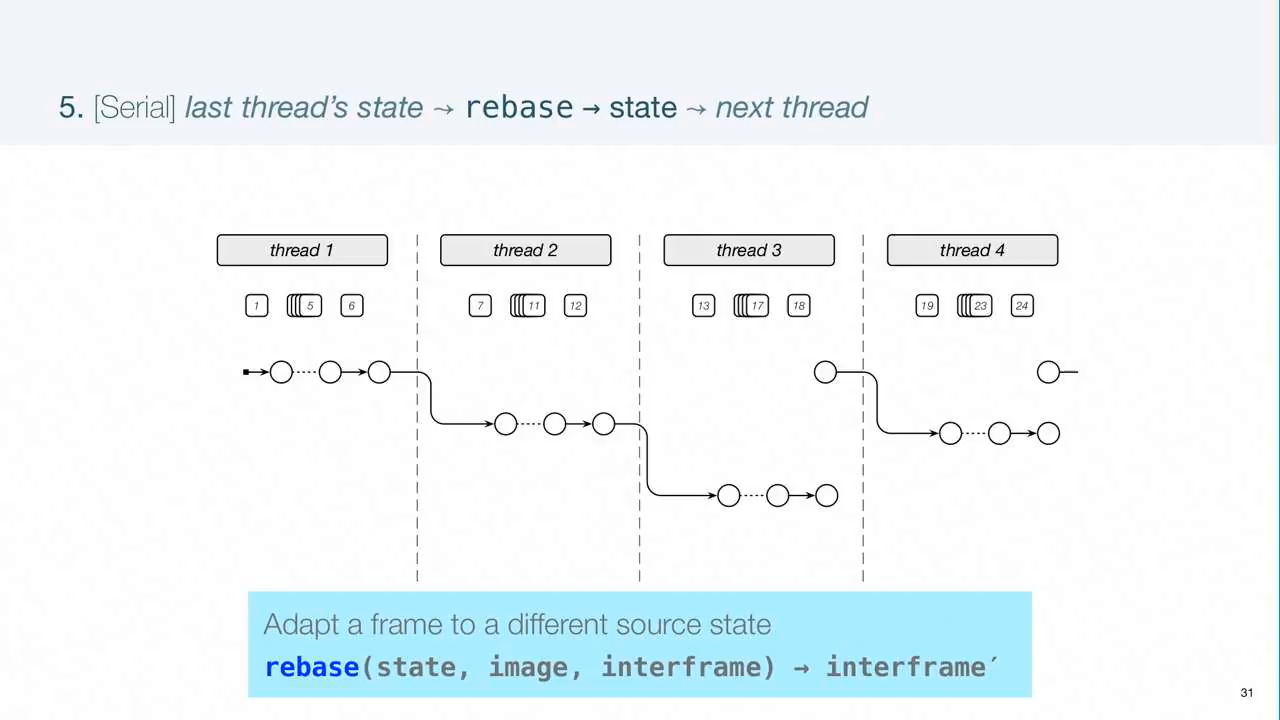 5. [Serial] last thread's state ⤳ rebase → state ⤳ next thread
thread 1 thread 2 thread 3 thread 4
1 5 6 7 11 12 13 17 18 19 23 24
Adapt a frame to a different source state
rebase(state, image, interframe) → interframe′
31